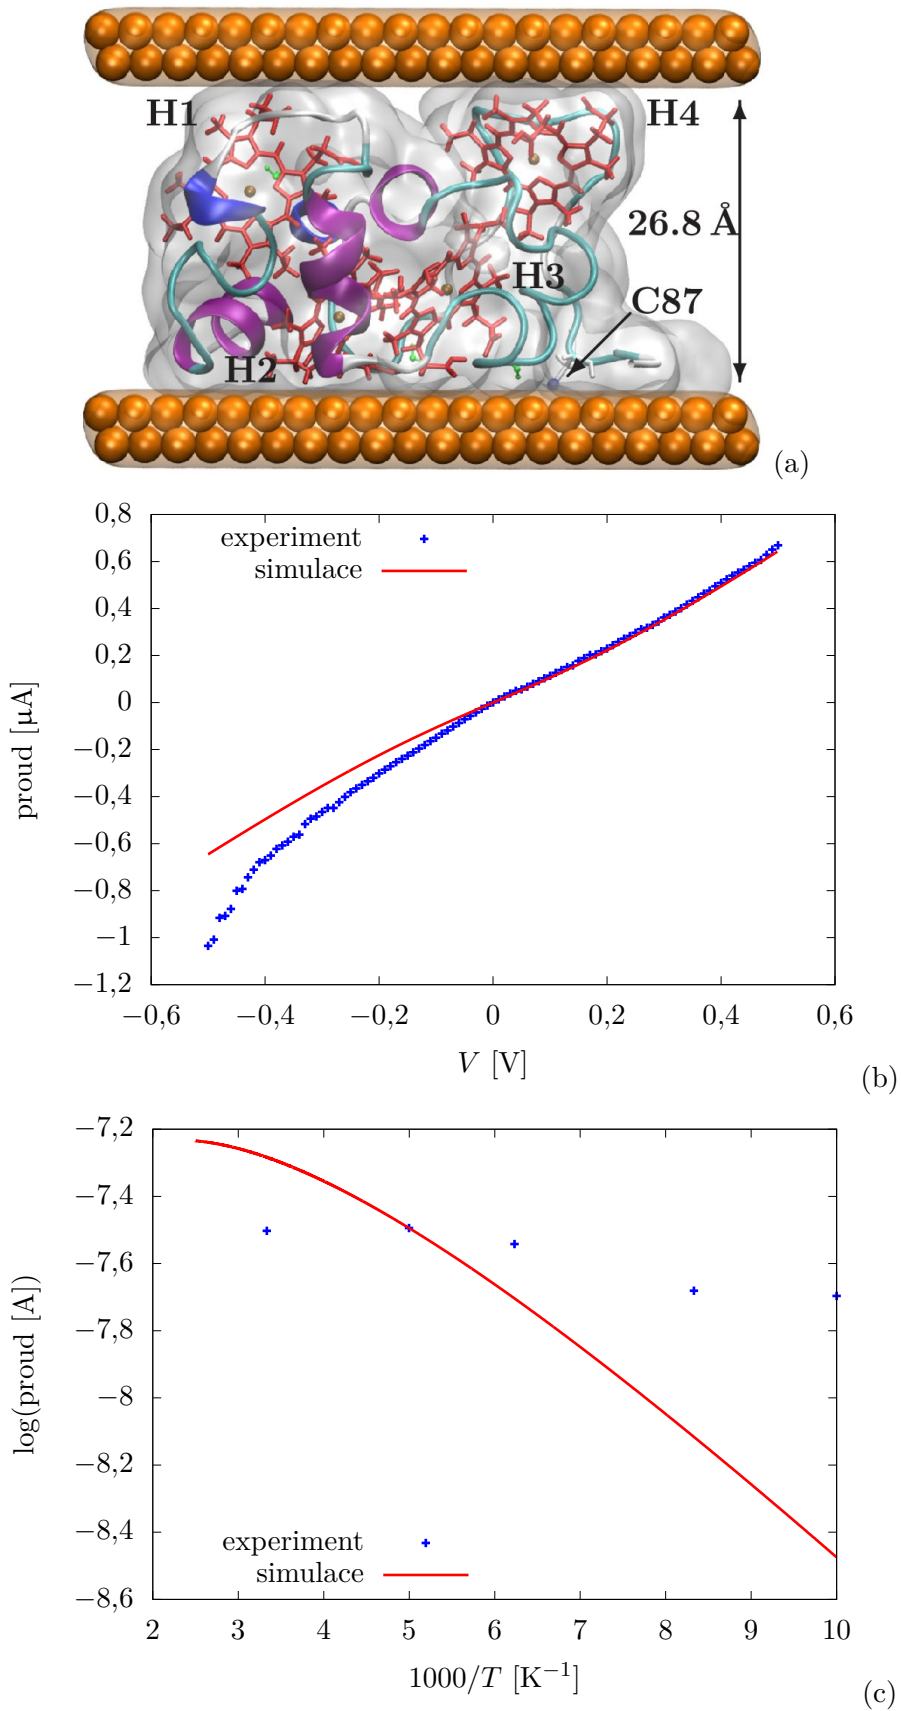 H1
H4
26.8 Å
H3
C87
H2
(a)
0,8
0,6
0,4
0,2
0
−0,2
−0,4
−0,6
−0,8
−1
−1,2
experiment
simulace
proud [µA]
−0,6 −0,4 −0,2 0 0,2 0,4 0,6
V [V]
(b)
−7,2
−7,4
−7,6
−7,8
−8
−8,2
−8,4
−8,6
log(proud [A])
experiment
simulace
2 3 4 5 6 7 8 9 10
1000/T [K⁻¹]
(c)